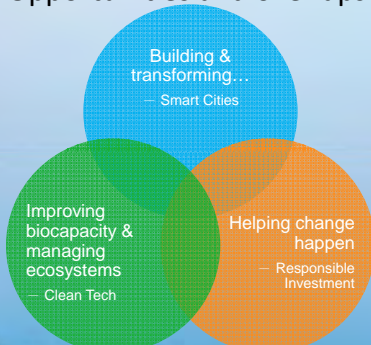 Building &
transforming…
– Smart Cities
Improving
biocapacity &
managing
ecosystems
– Clean Tech
Helping change
happen
– Responsible
Investment